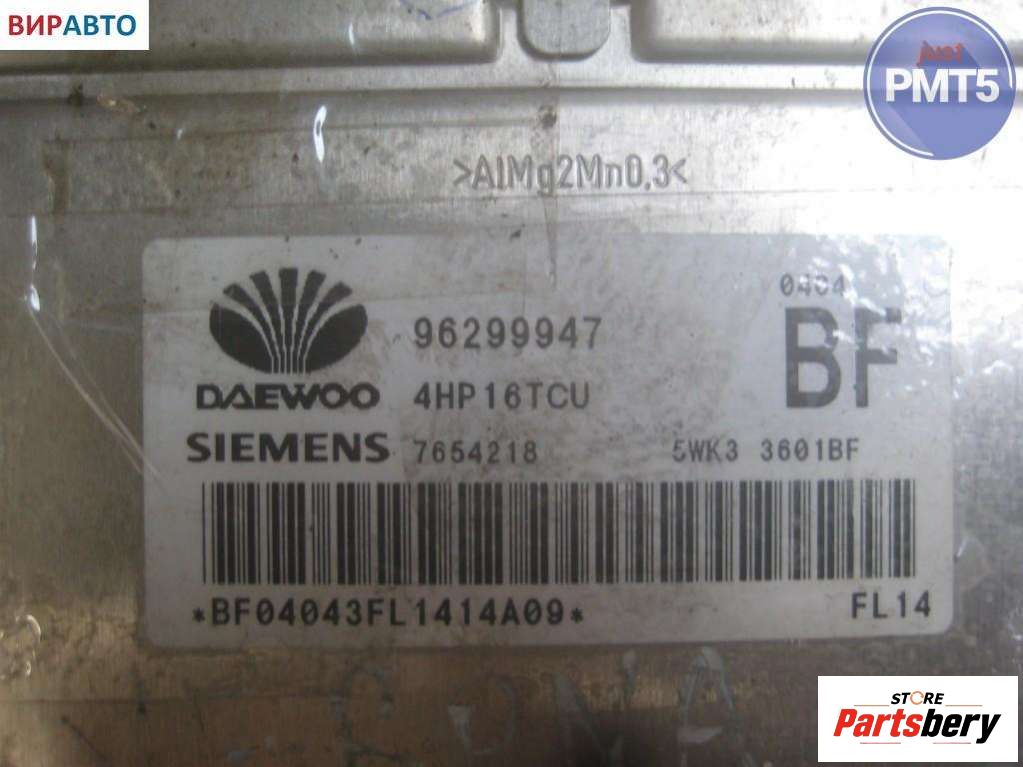 ВИРАВТО
just
PMT5
>AlMg2Mn0,3<
0404
96299947
BF
DAEWOO 4HP16TCU
SIEMENS 7654218 5WK3 3601BF
*BF04043FL1414A09*
FL14
STORE
Partsbery